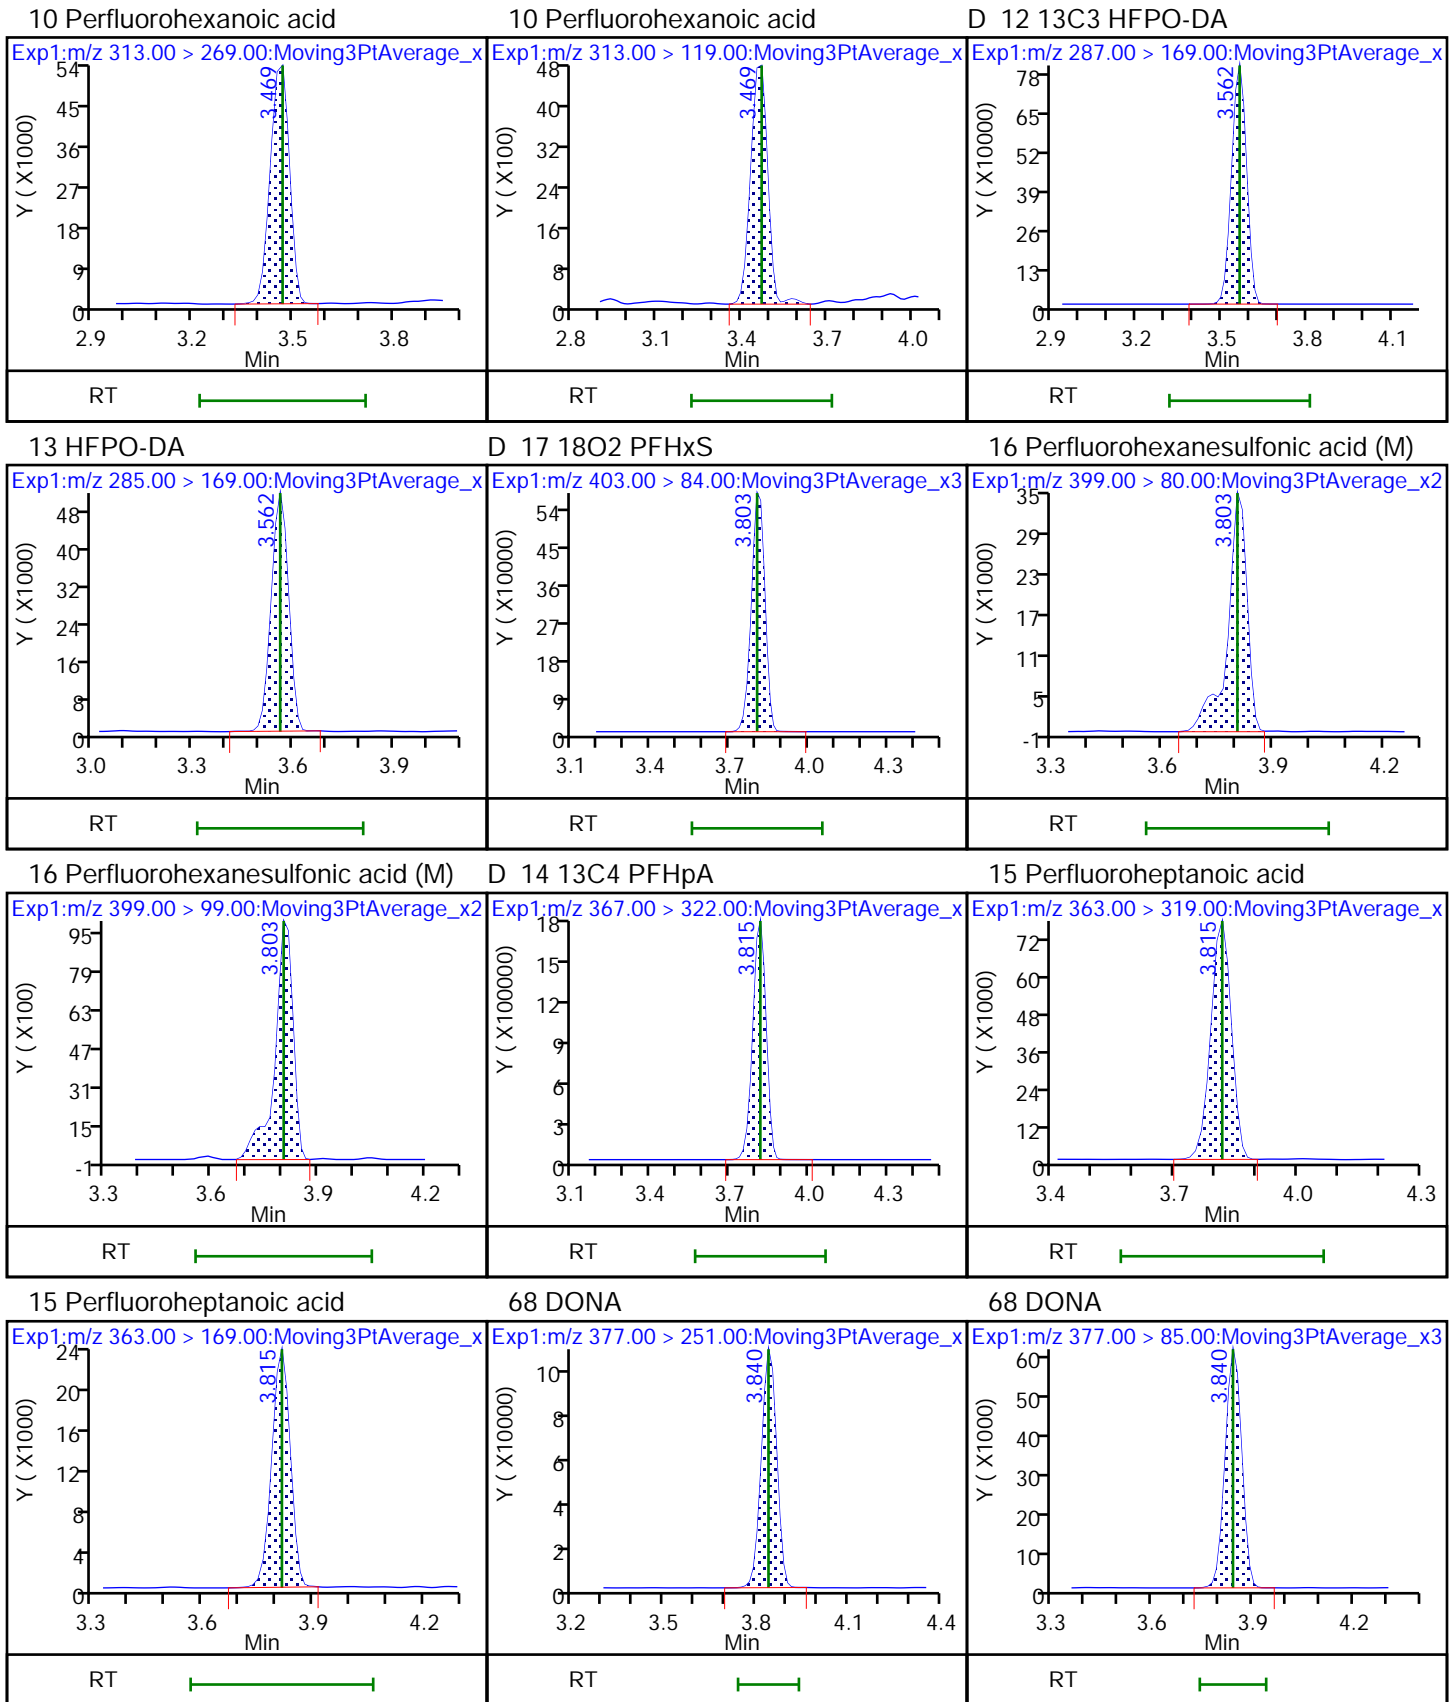 10 Perfluorohexanoic acid
Exp1:m/z 313.00 > 269.00:Moving3PtAverage_x
Y ( X1000)
54
45
36
27
18
9
0
3.469
2.9 3.2 3.5 3.8
Min
RT
10 Perfluorohexanoic acid
Exp1:m/z 313.00 > 119.00:Moving3PtAverage_x
Y ( X100)
48
40
32
24
16
8
0
3.469
2.8 3.1 3.4 3.7 4.0
Min
RT
D 12 13C3 HFPO-DA
Exp1:m/z 287.00 > 169.00:Moving3PtAverage_x
Y ( X10000)
78
65
52
39
26
13
0
3.562
2.9 3.2 3.5 3.8 4.1
Min
RT
13 HFPO-DA
Exp1:m/z 285.00 > 169.00:Moving3PtAverage_x
Y ( X1000)
48
40
32
24
16
8
0
3.562
3.0 3.3 3.6 3.9
Min
RT
D 17 18O2 PFHxS
Exp1:m/z 403.00 > 84.00:Moving3PtAverage_x3
Y ( X10000)
54
45
36
27
18
9
0
3.803
3.1 3.4 3.7 4.0 4.3
Min
RT
16 Perfluorohexanesulfonic acid (M)
Exp1:m/z 399.00 > 80.00:Moving3PtAverage_x2
Y ( X1000)
35
29
23
17
11
5
-1
3.803
3.3 3.6 3.9 4.2
Min
RT
16 Perfluorohexanesulfonic acid (M)
Exp1:m/z 399.00 > 99.00:Moving3PtAverage_x2
Y ( X100)
95
79
63
47
31
15
-1
3.803
3.3 3.6 3.9 4.2
Min
RT
D 14 13C4 PFHpA
Exp1:m/z 367.00 > 322.00:Moving3PtAverage_x
Y ( X100000)
18
15
12
9
6
3
0
3.815
3.1 3.4 3.7 4.0 4.3
Min
RT
15 Perfluoroheptanoic acid
Exp1:m/z 363.00 > 319.00:Moving3PtAverage_x
Y ( X1000)
72
60
48
36
24
12
0
3.815
3.4 3.7 4.0 4.3
Min
RT
15 Perfluoroheptanoic acid
Exp1:m/z 363.00 > 169.00:Moving3PtAverage_x
Y ( X1000)
24
20
16
12
8
4
0
3.815
3.3 3.6 3.9 4.2
Min
RT
68 DONA
Exp1:m/z 377.00 > 251.00:Moving3PtAverage_x
Y ( X10000)
10
8
6
4
2
0
3.840
3.2 3.5 3.8 4.1 4.4
Min
RT
68 DONA
Exp1:m/z 377.00 > 85.00:Moving3PtAverage_x3
Y ( X1000)
60
50
40
30
20
10
0
3.840
3.3 3.6 3.9 4.2
Min
RT